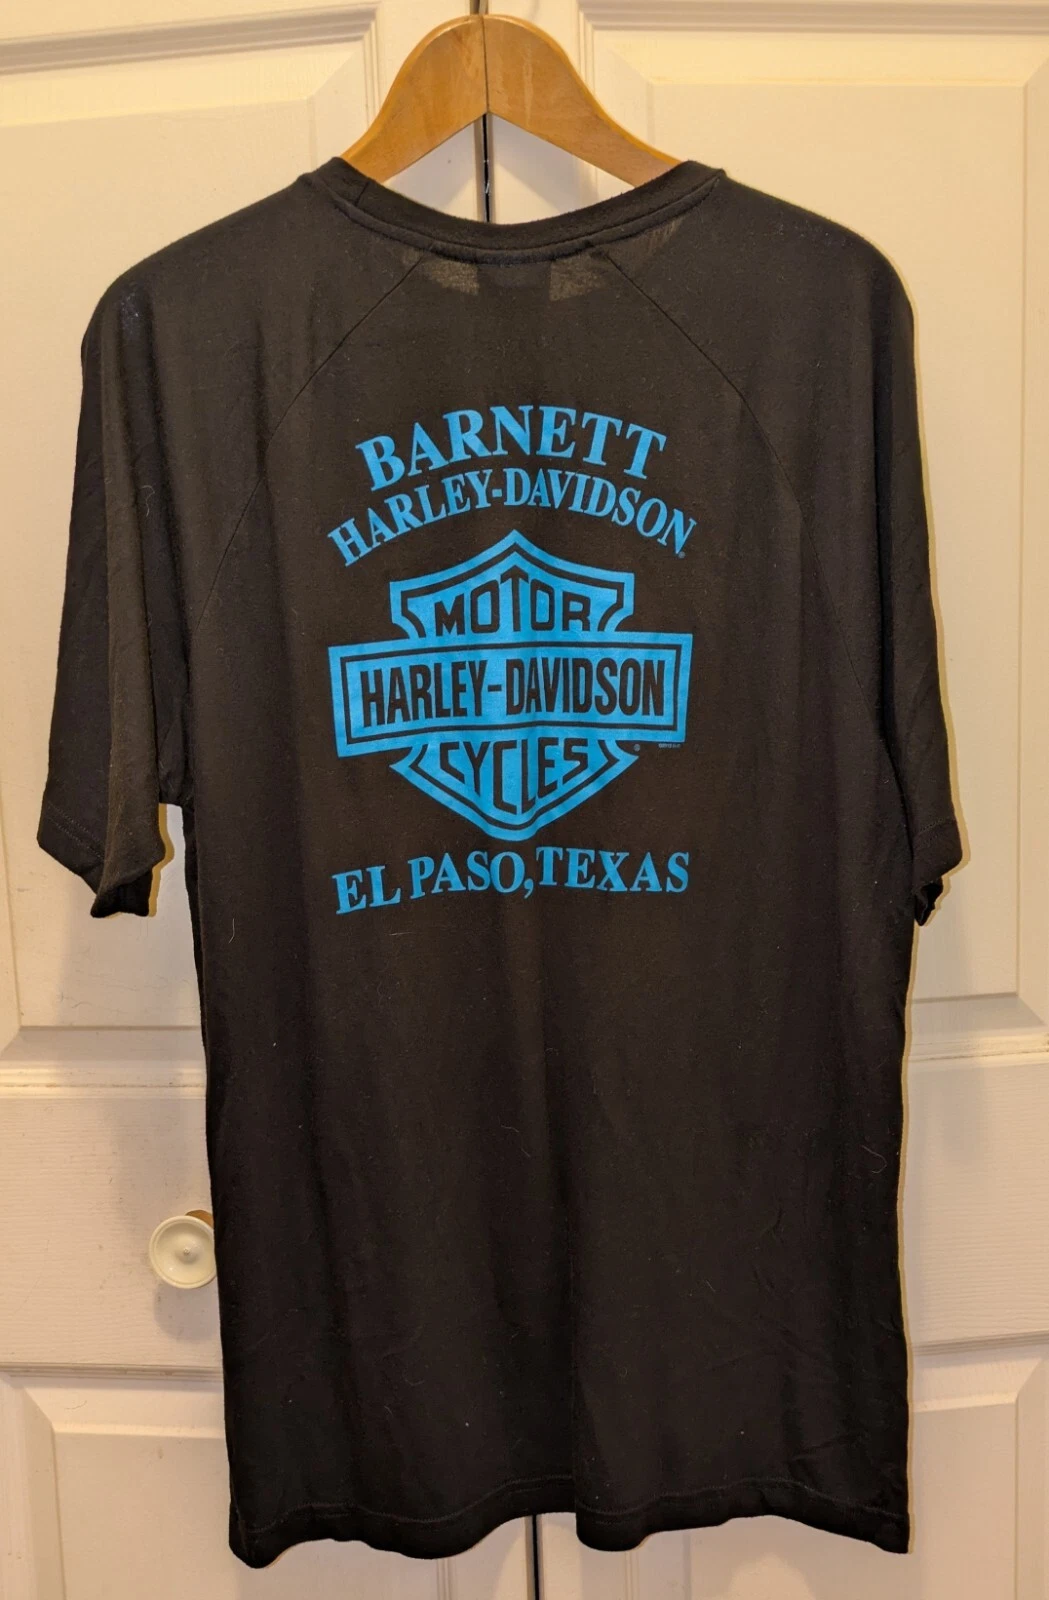 BARNETT
HARLEY-DAVIDSON®
MOTOR
HARLEY-DAVIDSON
CYCLES ®
EL PASO, TEXAS